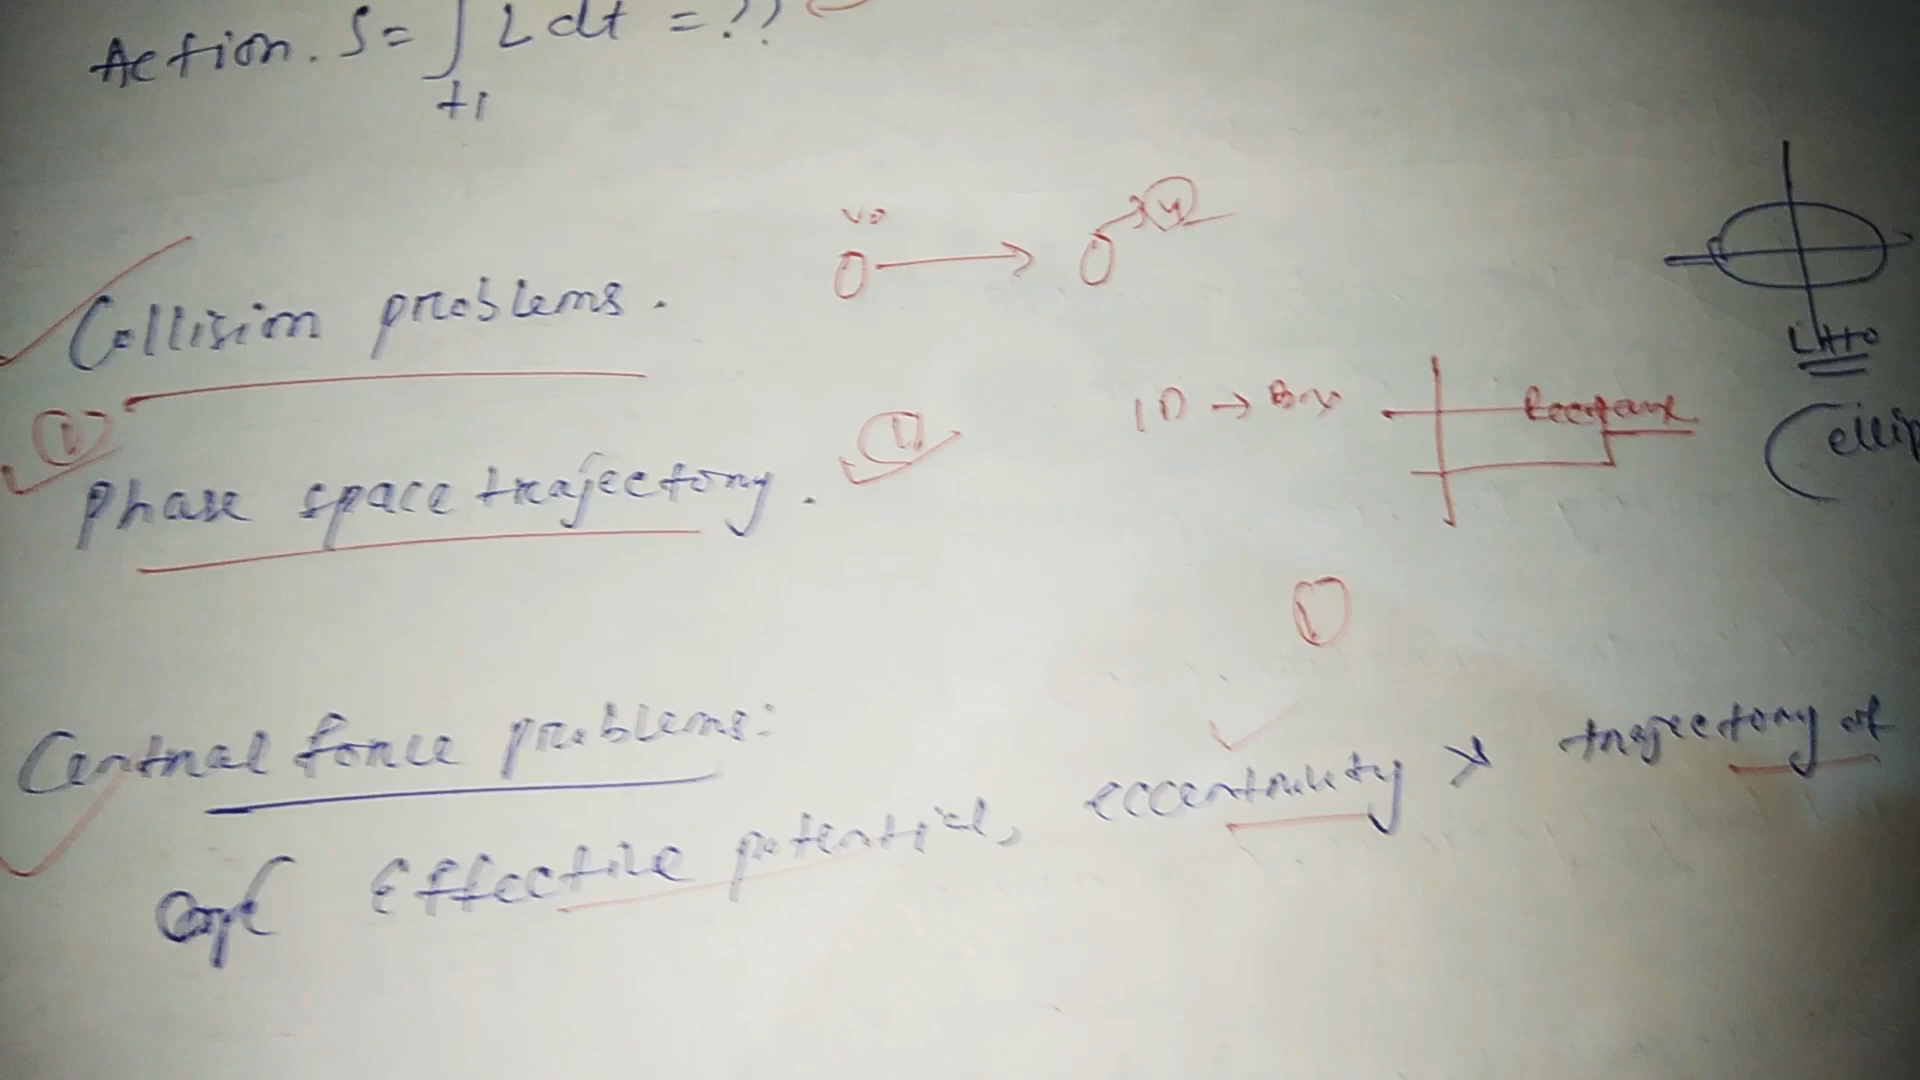 Action. S = ∫ L dt = ??
t1
v0
Collision problems.
LHO
1D → Box
Rectangle
(ellip
Phase space trajectory.
Central force problems:
Effective potential, eccentricity → trajectory of